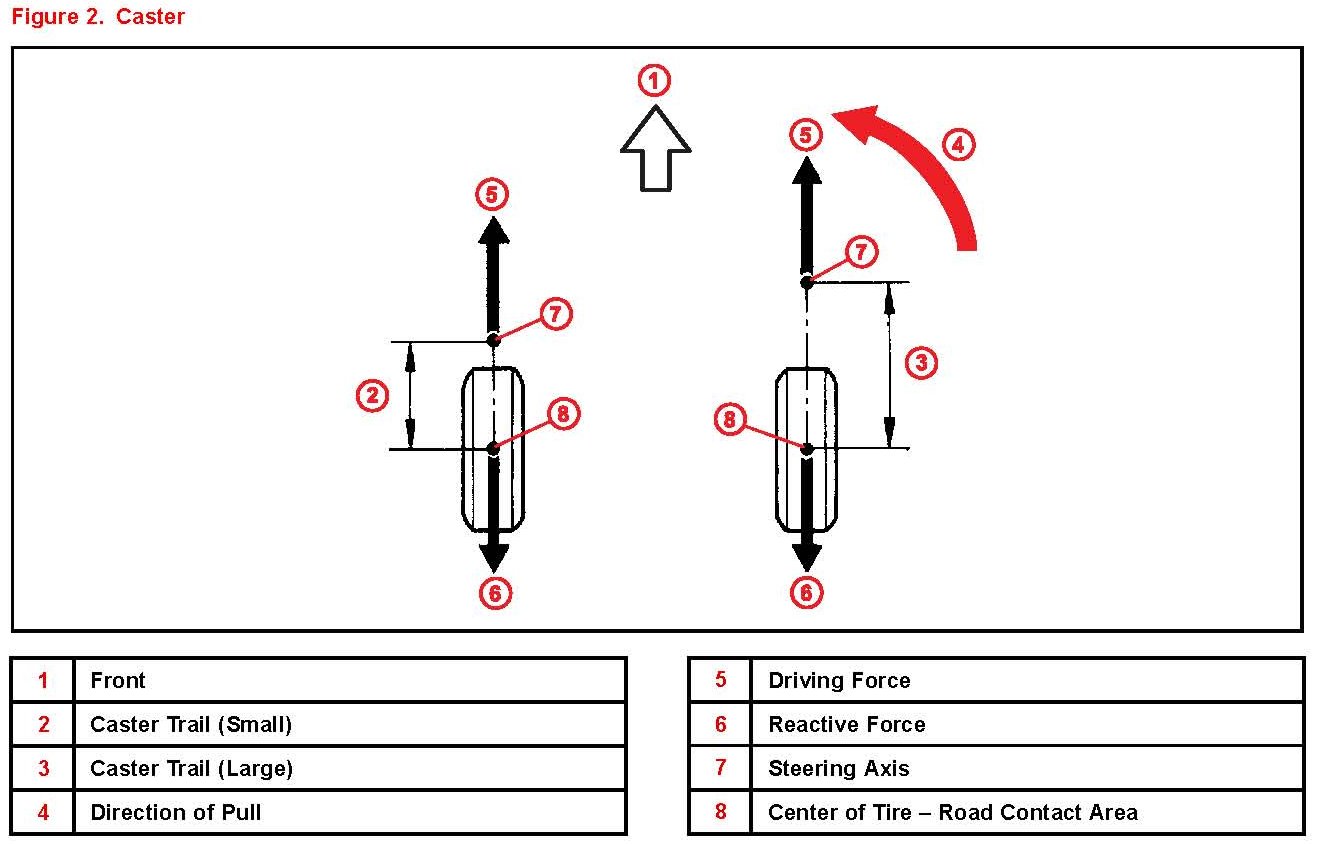 Figure 2. Caster
1
5
4
5
7
7
3
2
8
8
6
6
1 Front
2 Caster Trail (Small)
3 Caster Trail (Large)
4 Direction of Pull
5 Driving Force
6 Reactive Force
7 Steering Axis
8 Center of Tire – Road Contact Area